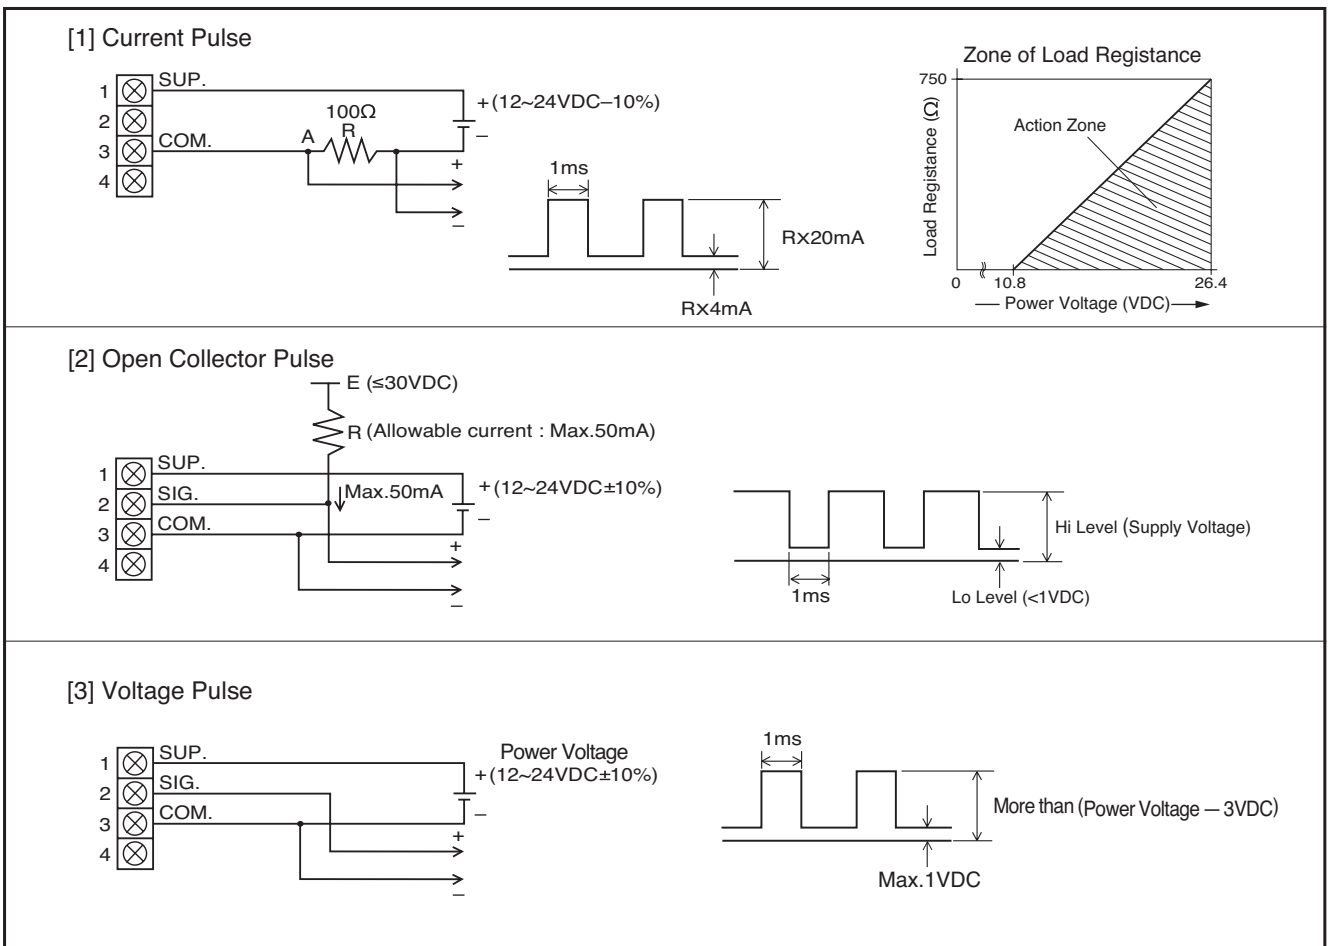 [1] Current Pulse
1 SUP.
2
3 COM.
4
A
100Ω
R
+(12~24VDC–10%)
–
+
–
1ms
R×20mA
R×4mA
Zone of Load Registance
750
Load Registance (Ω)
Action Zone
0
10.8
26.4
Power Voltage (VDC)
[2] Open Collector Pulse
E (≤30VDC)
R (Allowable current : Max.50mA)
1 SUP.
2 SIG.
3 COM.
4
Max.50mA
+(12~24VDC±10%)
–
+
–
1ms
Hi Level (Supply Voltage)
Lo Level (<1VDC)
[3] Voltage Pulse
1 SUP.
2 SIG.
3 COM.
4
Power Voltage
+(12~24VDC±10%)
–
+
–
1ms
More than (Power Voltage — 3VDC)
Max.1VDC